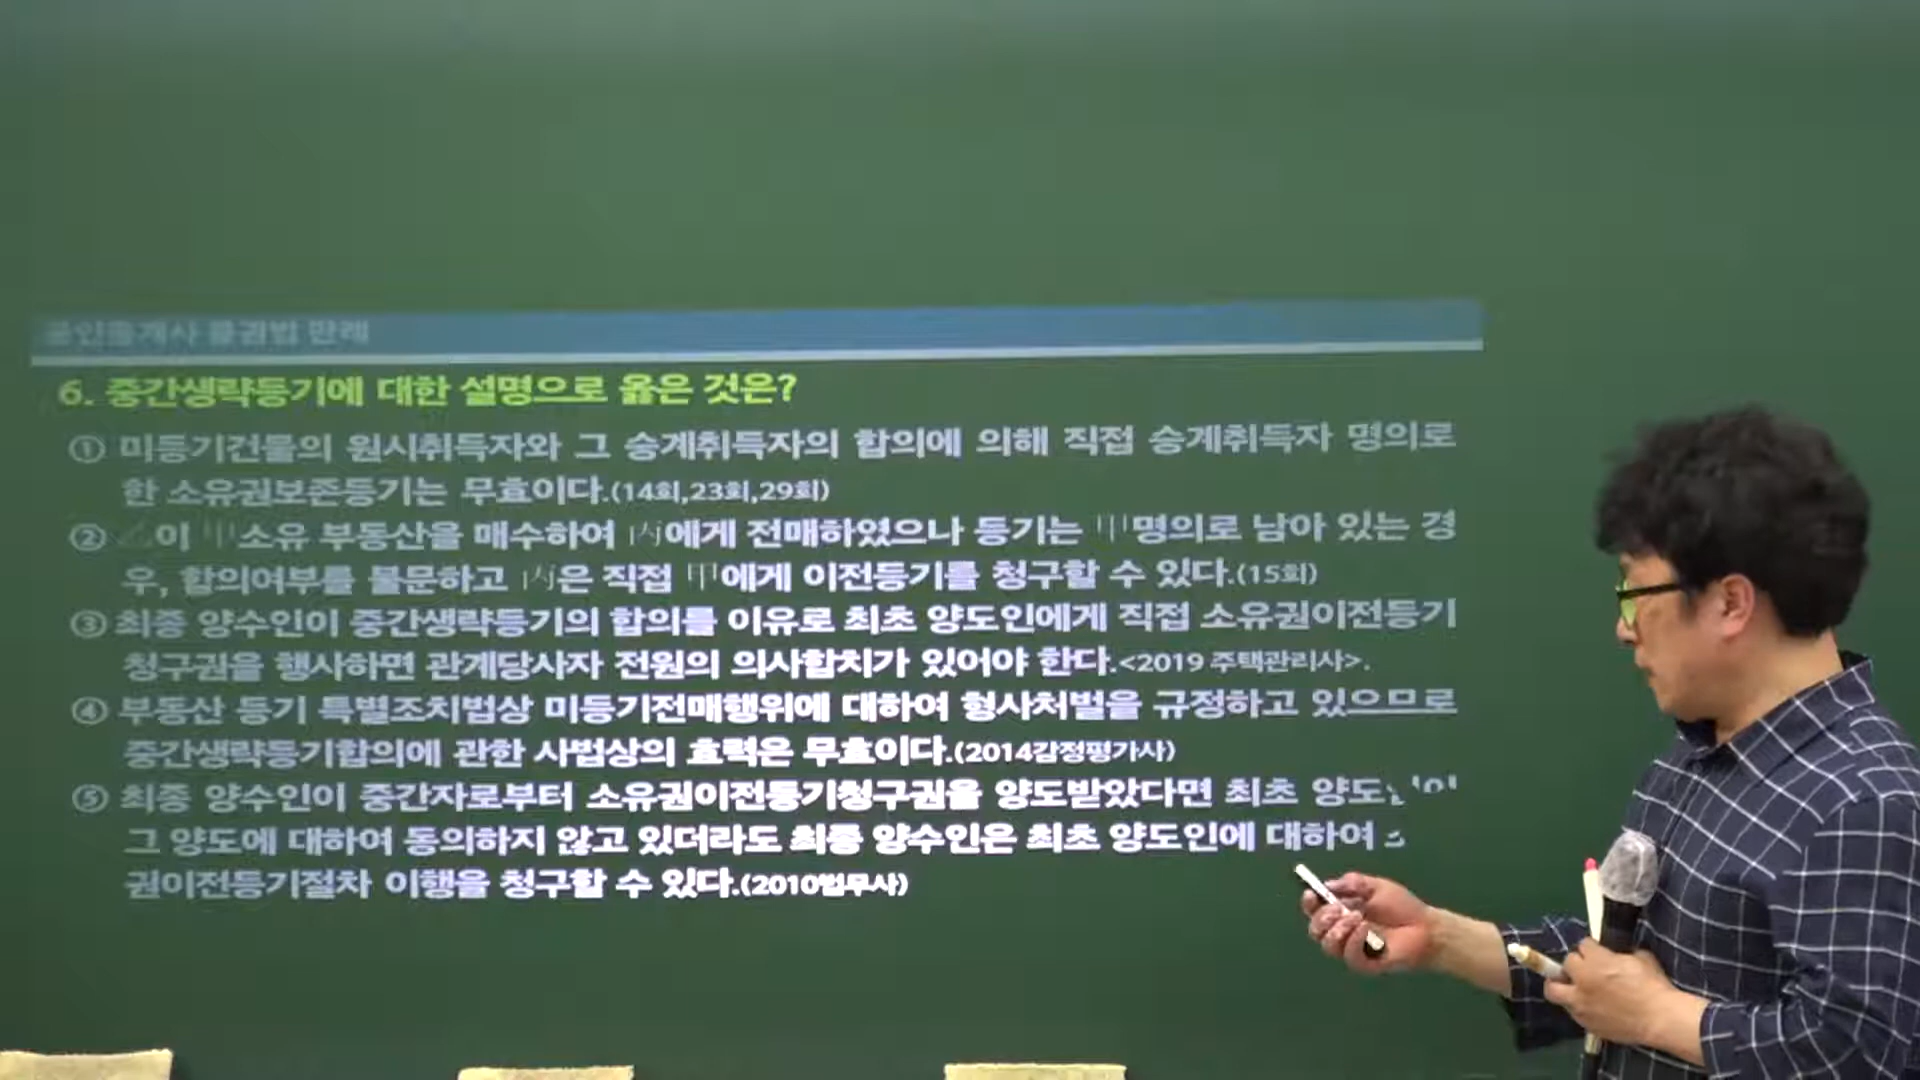 공인중개사 물권법 판례
6. 중간생략등기에 대한 설명으로 옳은 것은?
① 미등기건물의 원시취득자와 그 승계취득자의 합의에 의해 직접 승계취득자 명의로
한 소유권보존등기는 무효이다.(14회,23회,29회)
② 乙이 甲소유 부동산을 매수하여 丙에게 전매하였으나 등기는 甲명의로 남아 있는 경
우, 합의여부를 불문하고 丙은 직접 甲에게 이전등기를 청구할 수 있다.(15회)
③ 최종 양수인이 중간생략등기의 합의를 이유로 최초 양도인에게 직접 소유권이전등기
청구권을 행사하면 관계당사자 전원의 의사합치가 있어야 한다.<2019 주택관리사>.
④ 부동산 등기 특별조치법상 미등기전매행위에 대하여 형사처벌을 규정하고 있으므로
중간생략등기합의에 관한 사법상의 효력은 무효이다.(2014감정평가사)
⑤ 최종 양수인이 중간자로부터 소유권이전등기청구권을 양도받았다면 최초 양도
그 양도에 대하여 동의하지 않고 있더라도 최종 양수인은 최초 양도인에 대하여
권이전등기절차 이행을 청구할 수 있다.(2010법무사)